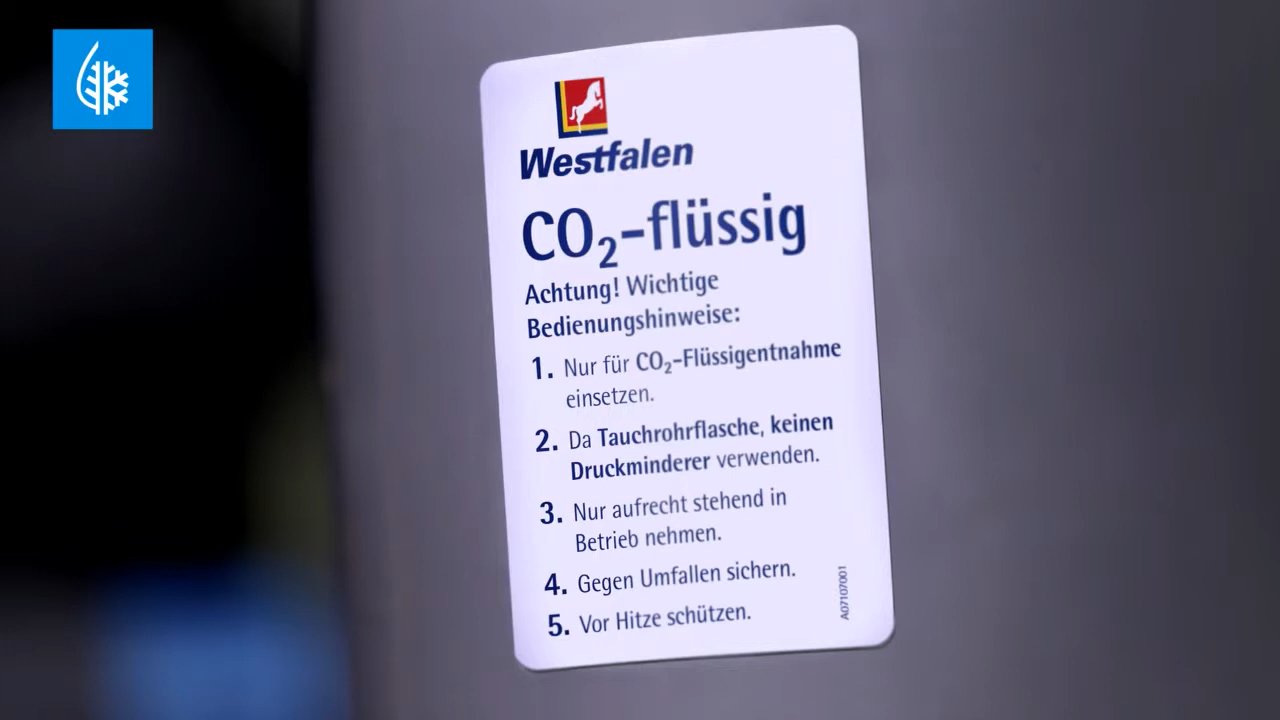 Westfalen
CO₂-flüssig
Achtung! Wichtige
Bedienungshinweise:
1. Nur für CO₂-Flüssigentnahme
einsetzen.
2. Da Tauchrohrflasche, keinen
Druckminderer verwenden.
3. Nur aufrecht stehend in
Betrieb nehmen.
4. Gegen Umfallen sichern.
5. Vor Hitze schützen.
A07107001